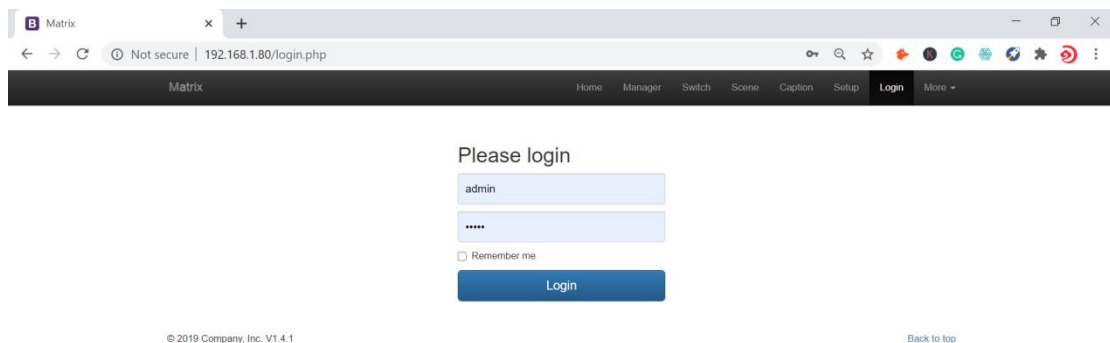 Matrix
Not secure | 192.168.1.80/login.php
Matrix Home Manager Switch Scene Caption Setup Login More
Please login
admin
•••••
Remember me
Login
© 2019 Company, Inc. V1.4.1 Back to top